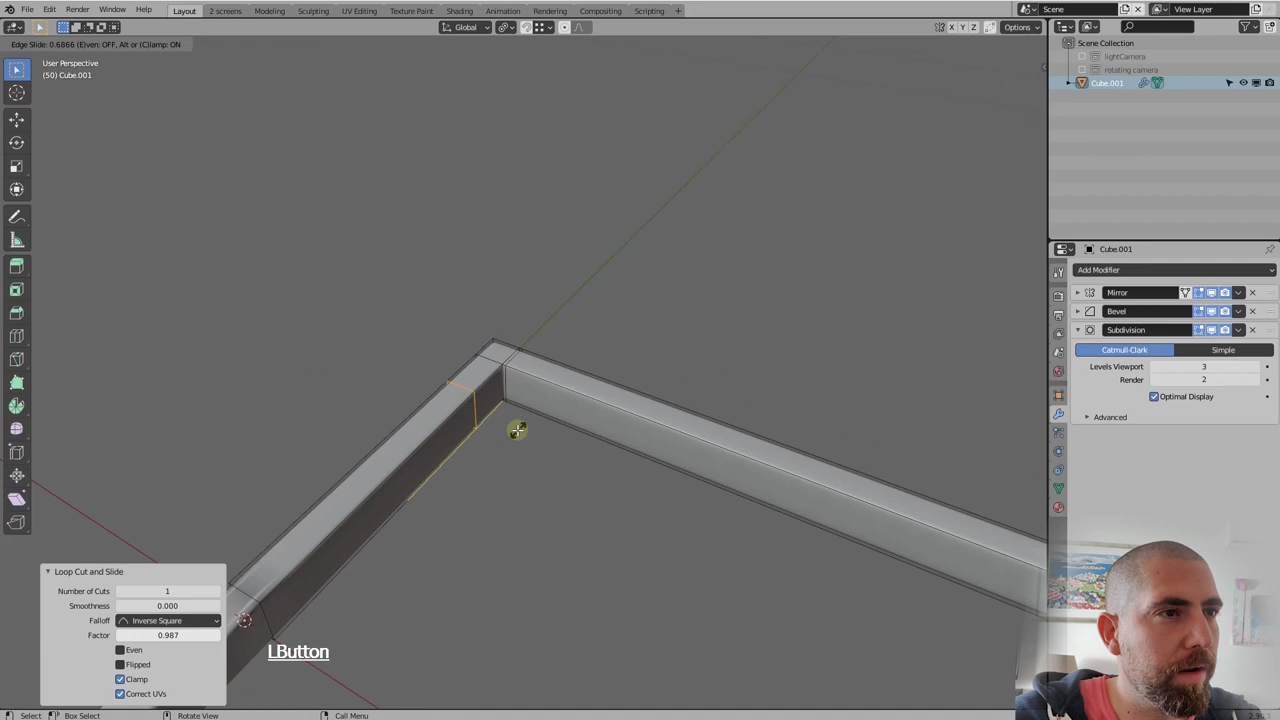 File Edit Render Window Help Layout 2 screens Modeling Sculpting UV Editing Texture Paint Shading Animation Rendering Compositing Scripting + Scene View Layer
Global X Y Z Options
Edge Slide: 0.6866 (E)ven: OFF, Alt or (C)lamp: ON
User Perspective
(50) Cube.001
Scene Collection
lightCamera
rotating camera
Cube.001
Cube.001
Add Modifier
Mirror
Bevel
Subdivision
Catmull-Clark Simple
Levels Viewport 3
Render 2
Optimal Display
Advanced
Loop Cut and Slide
Number of Cuts 1
Smoothness 0.000
Falloff Inverse Square
Factor 0.987
Even
Flipped
Clamp
Correct UVs
LButton
Select Box Select Rotate View Call Menu